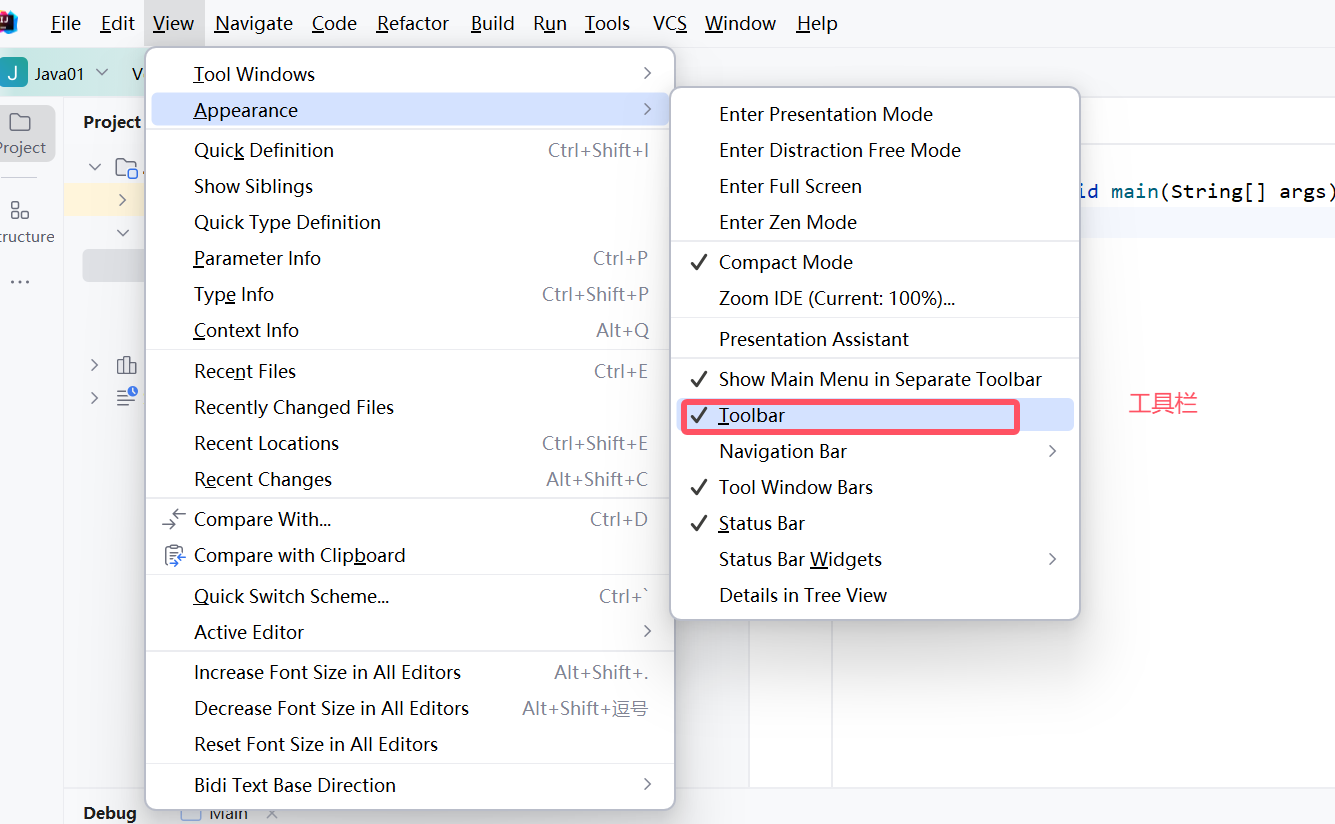 File Edit View Navigate Code Refactor Build Run Tools VCS Window Help
J Java01
Project
Project
Structure
Tool Windows
Appearance
Quick Definition Ctrl+Shift+I
Show Siblings
Quick Type Definition
Parameter Info Ctrl+P
Type Info Ctrl+Shift+P
Context Info Alt+Q
Recent Files Ctrl+E
Recently Changed Files
Recent Locations Ctrl+Shift+E
Recent Changes Alt+Shift+C
Compare With... Ctrl+D
Compare with Clipboard
Quick Switch Scheme... Ctrl+`
Active Editor
Increase Font Size in All Editors Alt+Shift+.
Decrease Font Size in All Editors Alt+Shift+逗号
Reset Font Size in All Editors
Bidi Text Base Direction
Enter Presentation Mode
Enter Distraction Free Mode
Enter Full Screen
Enter Zen Mode
Compact Mode
Zoom IDE (Current: 100%)...
Presentation Assistant
Show Main Menu in Separate Toolbar
Toolbar
Navigation Bar
Tool Window Bars
Status Bar
Status Bar Widgets
Details in Tree View
id main(String[] args)
工具栏
Debug Main